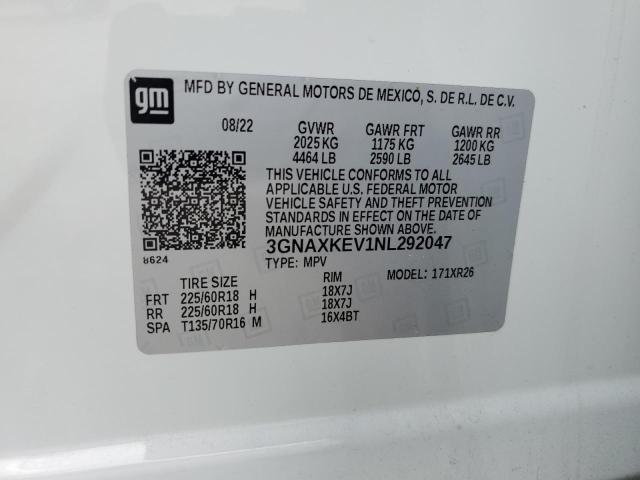 gm MFD BY GENERAL MOTORS DE MEXICO, S. DE R.L. DE C.V.
08/22 GVWR GAWR FRT GAWR RR
2025 KG 1175 KG 1200 KG
4464 LB 2590 LB 2645 LB
THIS VEHICLE CONFORMS TO ALL
APPLICABLE U.S. FEDERAL MOTOR
VEHICLE SAFETY AND THEFT PREVENTION
STANDARDS IN EFFECT ON THE DATE OF
MANUFACTURE SHOWN ABOVE.
3GNAXKEV1NL292047
8624
TYPE: MPV MODEL: 171XR26
TIRE SIZE RIM
FRT 225/60R18 H 18X7J
RR 225/60R18 H 18X7J
SPA T135/70R16 M 16X4BT